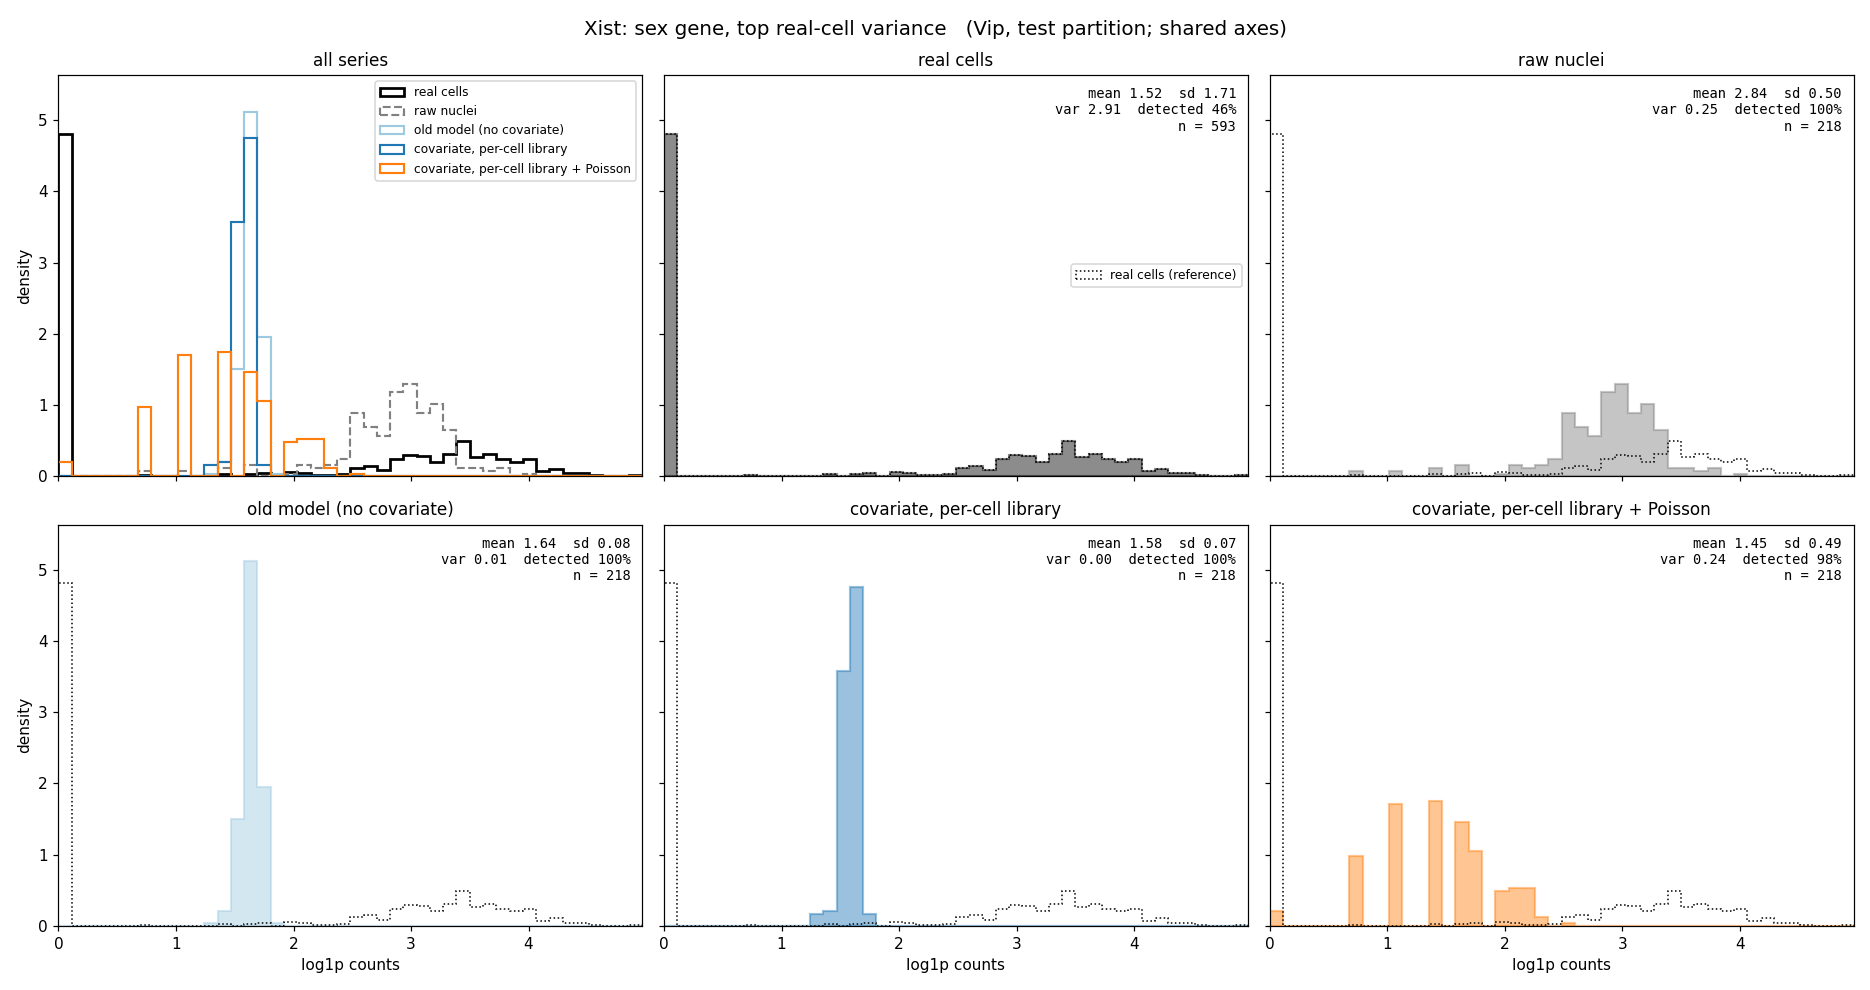 Xist: sex gene, top real-cell variance (Vip, test partition; shared axes)
all series
real cells
raw nuclei
old model (no covariate)
covariate, per-cell library
covariate, per-cell library + Poisson
density
5
4
3
2
1
0
0
1
2
3
4
real cells
mean 1.52 sd 1.71
var 2.91 detected 46%
n = 593
real cells (reference)
raw nuclei
mean 2.84 sd 0.50
var 0.25 detected 100%
n = 218
old model (no covariate)
mean 1.64 sd 0.08
var 0.01 detected 100%
n = 218
density
5
4
3
2
1
0
0
1
2
3
4
log1p counts
covariate, per-cell library
mean 1.58 sd 0.07
var 0.00 detected 100%
n = 218
0
1
2
3
4
log1p counts
covariate, per-cell library + Poisson
mean 1.45 sd 0.49
var 0.24 detected 98%
n = 218
0
1
2
3
4
log1p counts